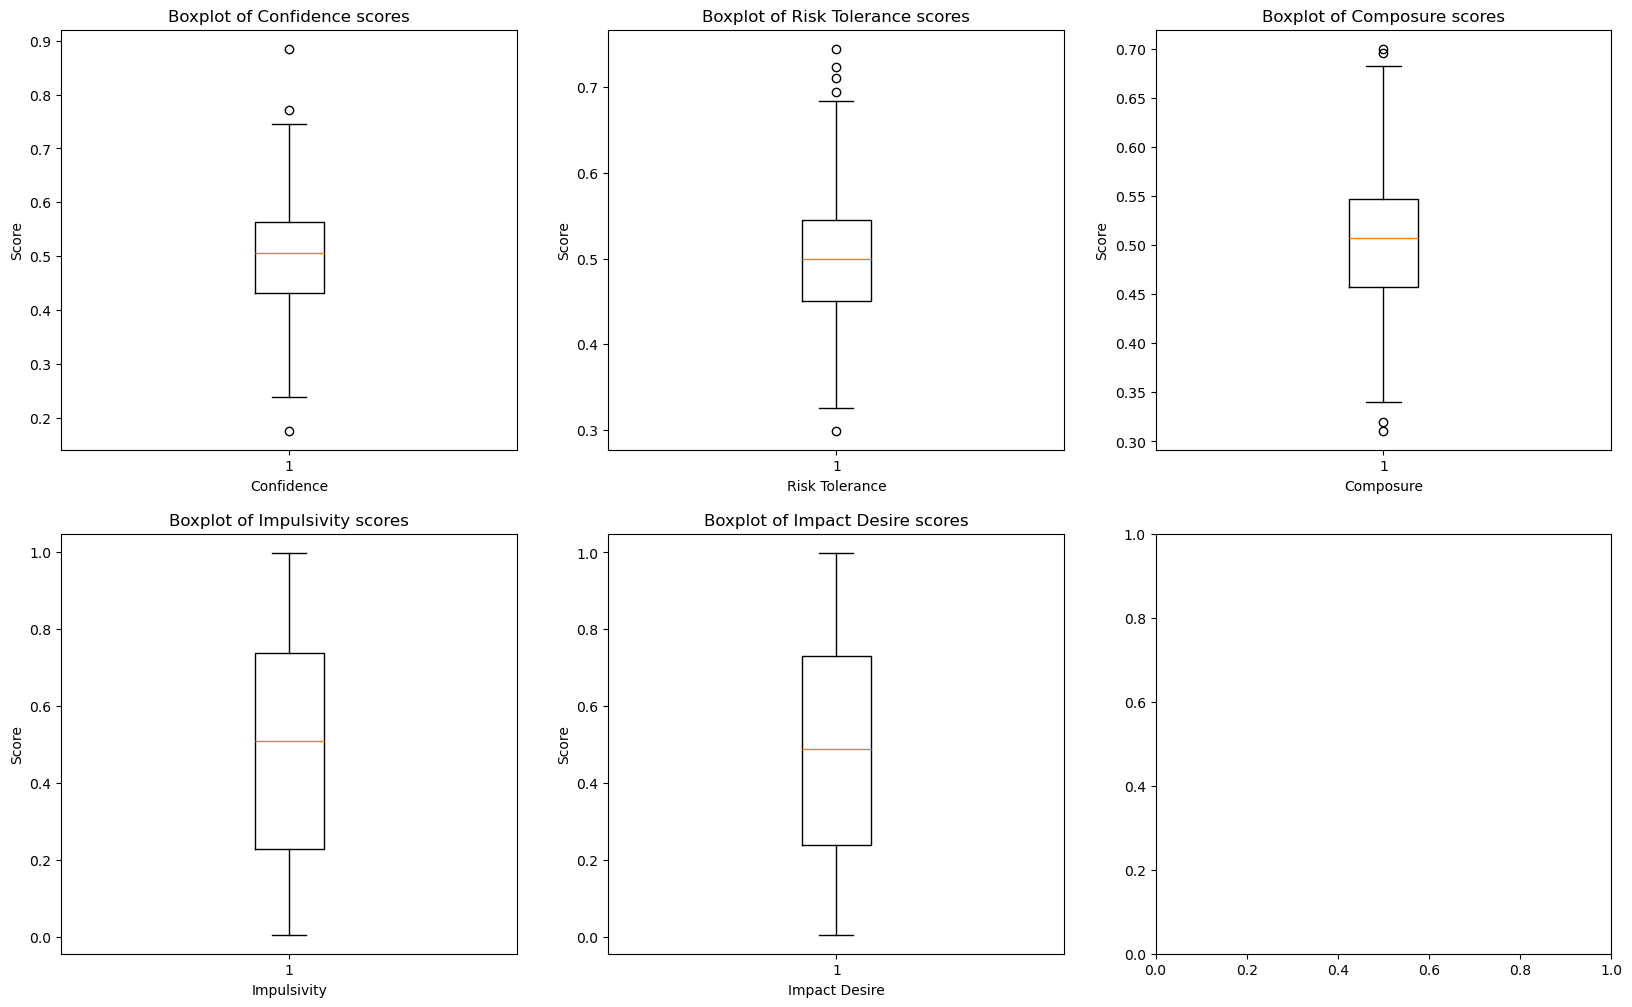 Boxplot of Confidence scores
0.9
0.8
0.7
0.6
0.5
0.4
0.3
0.2
Score
1
Confidence
Boxplot of Risk Tolerance scores
0.7
0.6
0.5
0.4
0.3
Score
1
Risk Tolerance
Boxplot of Composure scores
0.70
0.65
0.60
0.55
0.50
0.45
0.40
0.35
0.30
Score
1
Composure
Boxplot of Impulsivity scores
1.0
0.8
0.6
0.4
0.2
0.0
Score
1
Impulsivity
Boxplot of Impact Desire scores
1.0
0.8
0.6
0.4
0.2
0.0
Score
1
Impact Desire
1.0
0.8
0.6
0.4
0.2
0.0
0.0 0.2 0.4 0.6 0.8 1.0